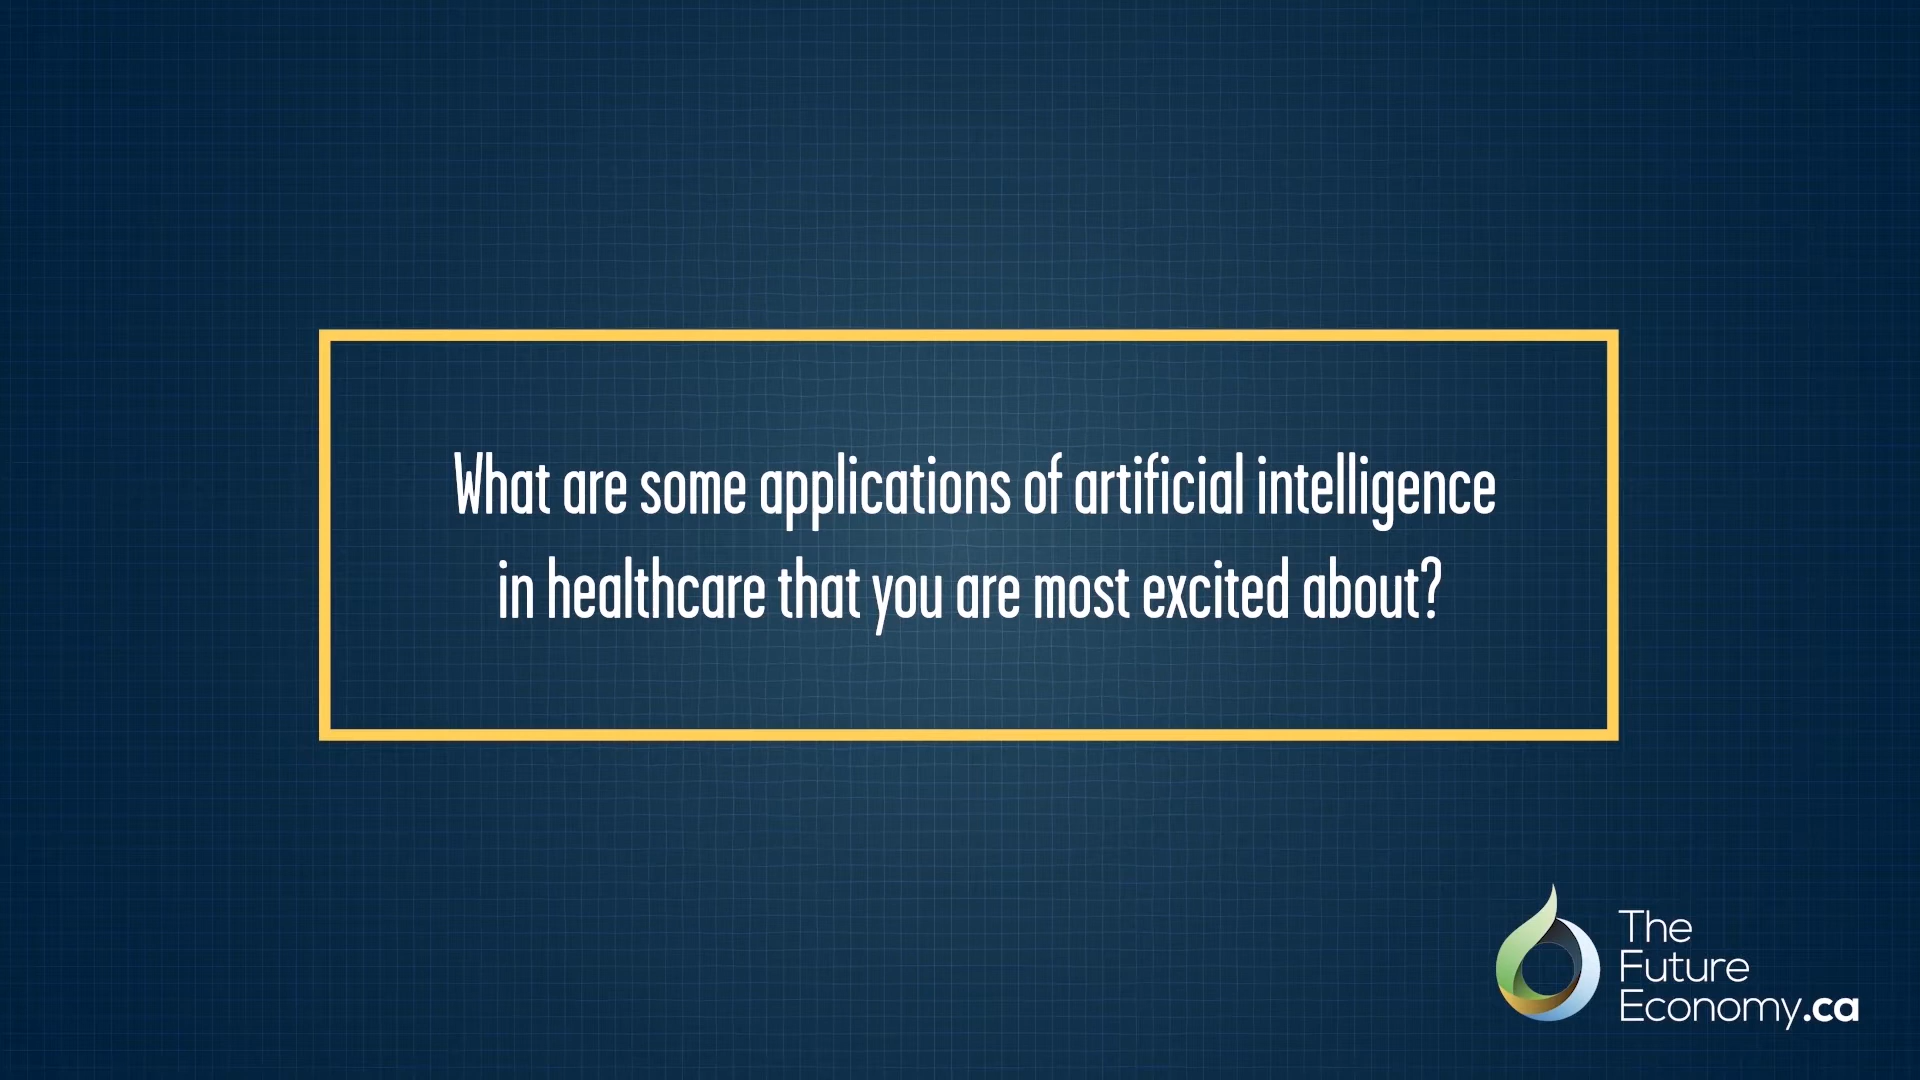 What are some applications of artificial intelligence
in healthcare that you are most excited about?
The
Future
Economy.ca